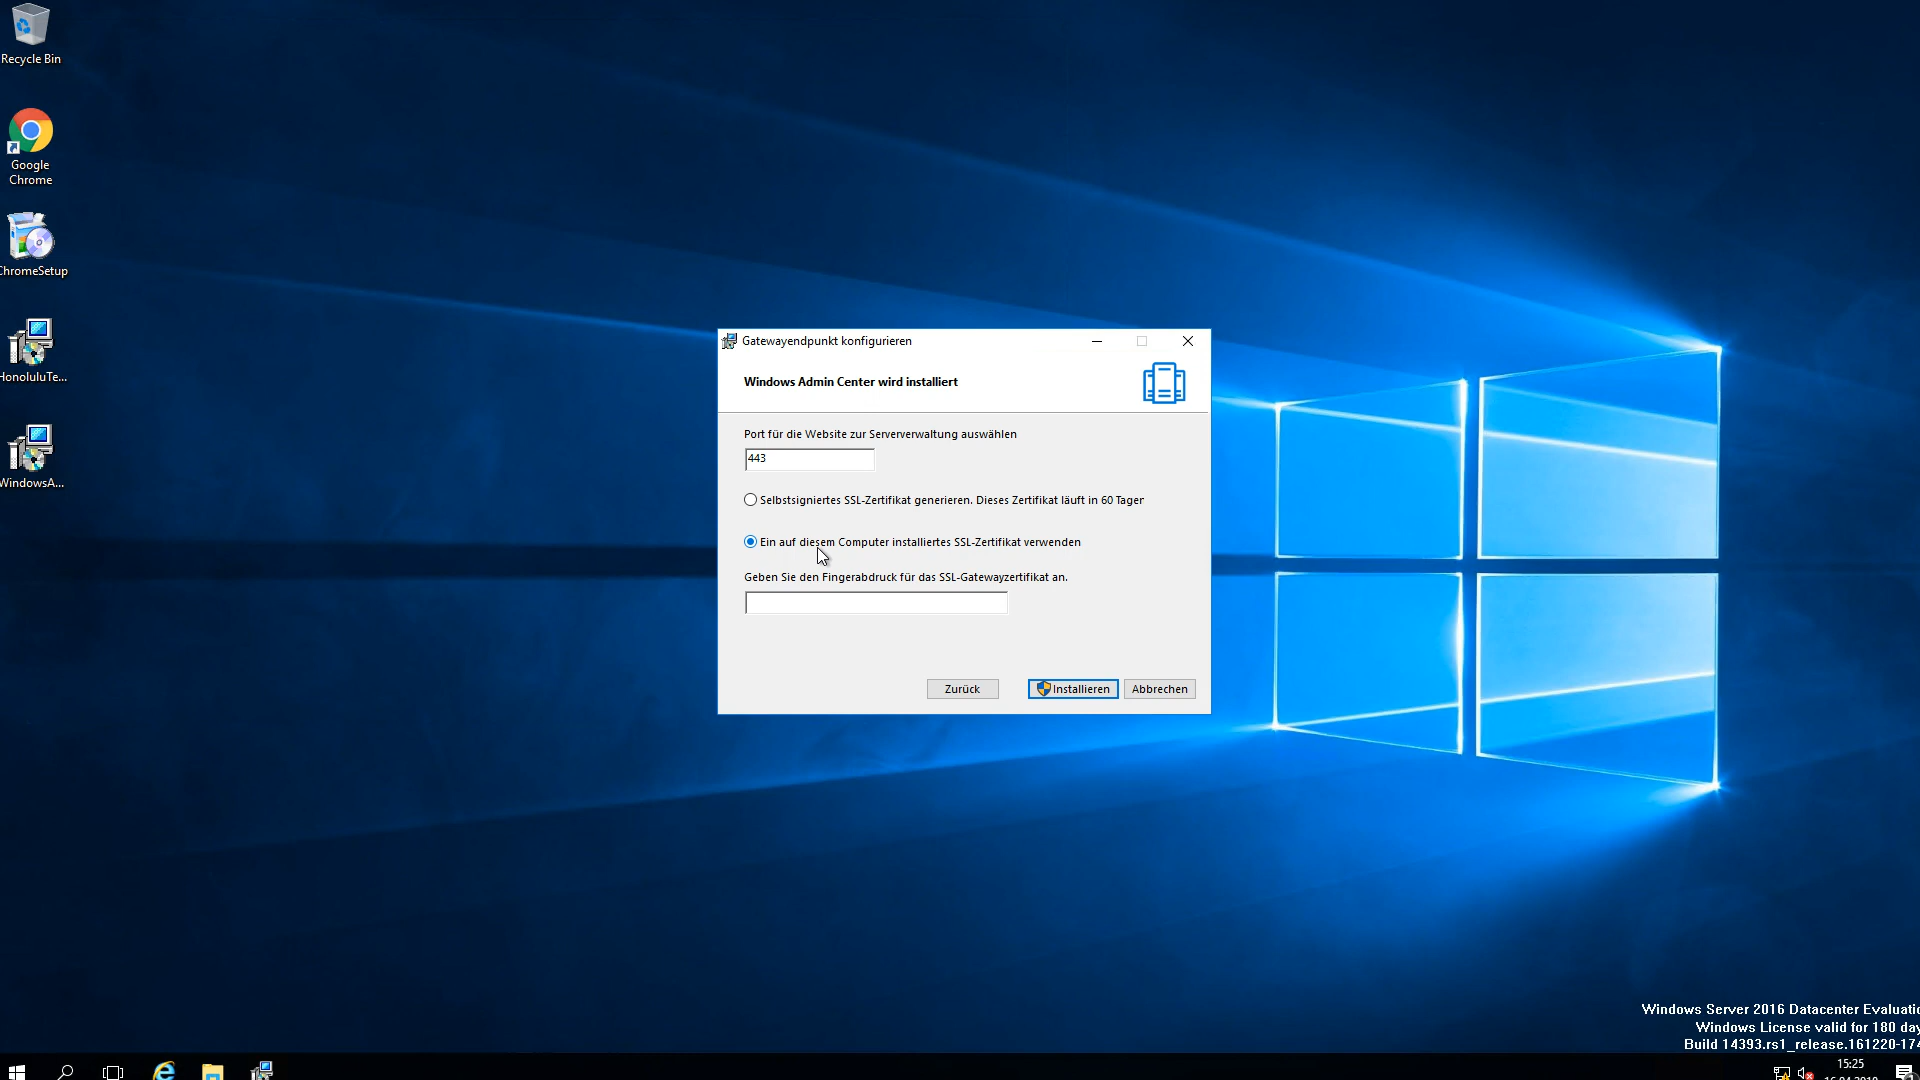 Recycle Bin
Google
Chrome
ChromeSetup
HonoluluTe...
WindowsA...
Gatewayendpunkt konfigurieren
Windows Admin Center wird installiert
Port für die Website zur Serververwaltung auswählen
443
Selbstsigniertes SSL-Zertifikat generieren. Dieses Zertifikat läuft in 60 Tager
Ein auf diesem Computer installiertes SSL-Zertifikat verwenden
Geben Sie den Fingerabdruck für das SSL-Gatewayzertifikat an.
Zurück
Installieren
Abbrechen
Windows Server 2016 Datacenter Evaluatio
Windows License valid for 180 day
Build 14393.rs1_release.161220-174
15:25